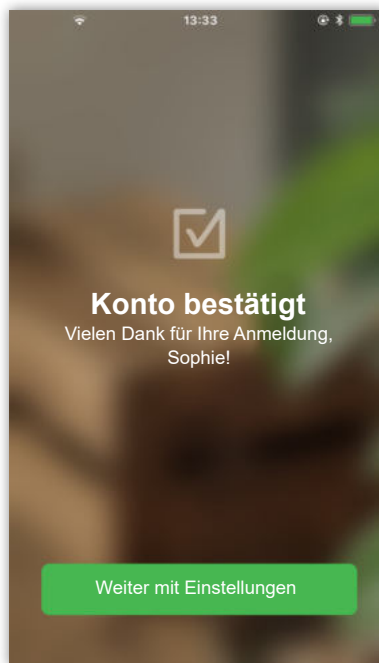 13:33
Konto bestätigt
Vielen Dank für Ihre Anmeldung,
Sophie!
Weiter mit Einstellungen